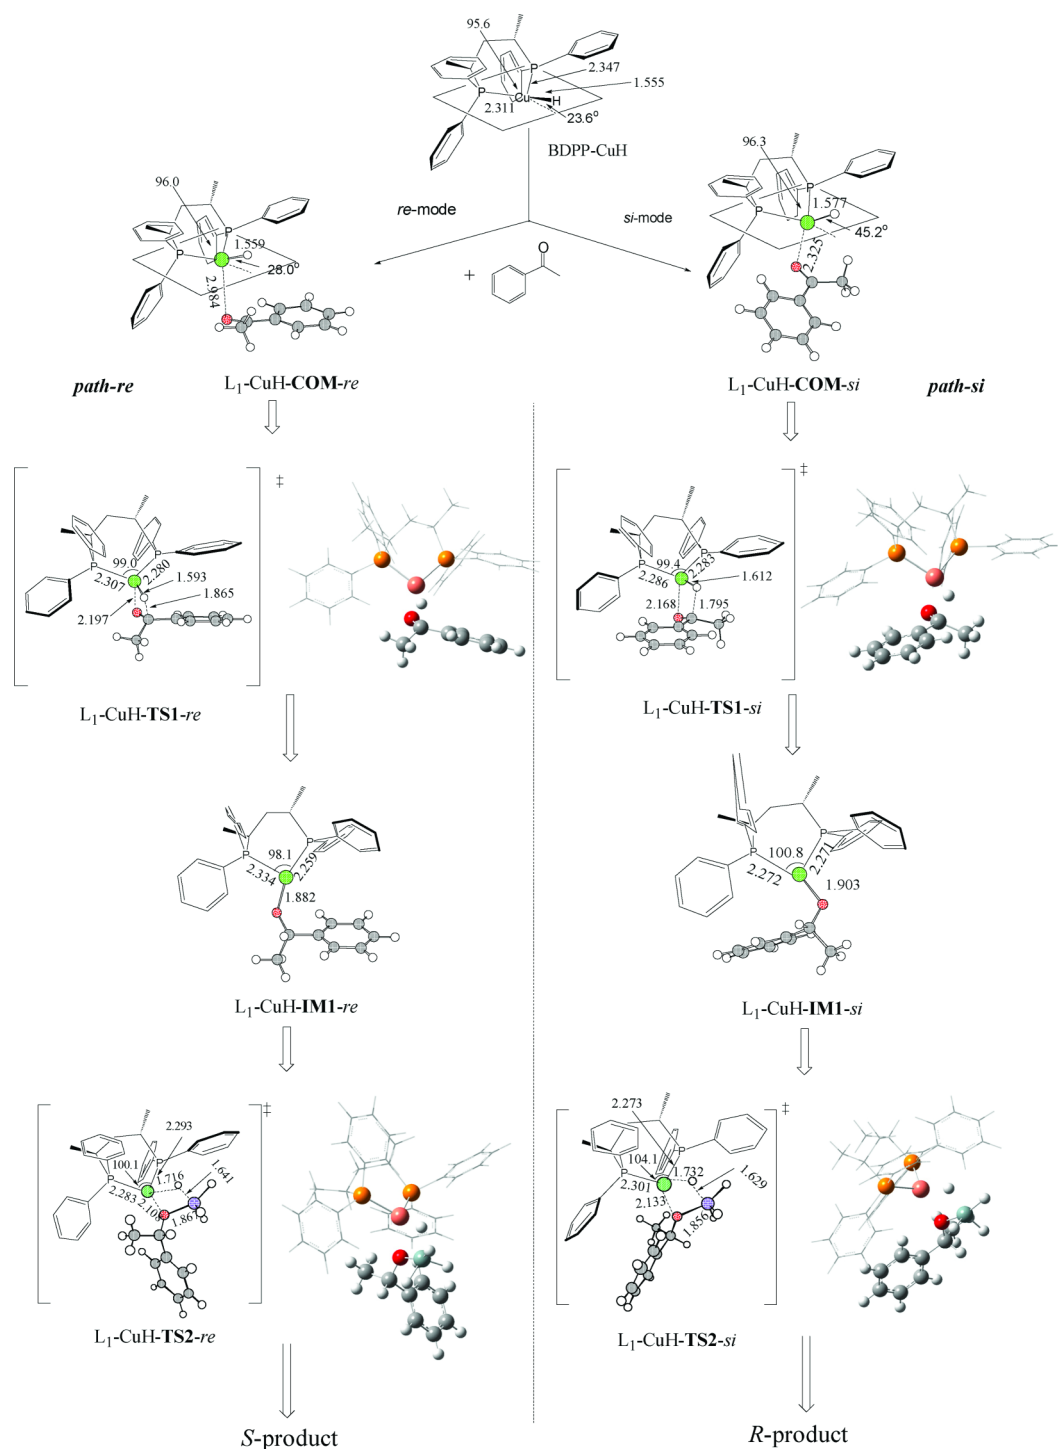 95.6
P
2.347
1.555
P
Cu
H
2.311
23.6°
BDPP-CuH
96.3
P
1.577
P
45.2°
2.325
96.0
P
1.559
P
28.0°
2.984
re-mode
si-mode
+
O
path-re
L1-CuH-COM-re
L1-CuH-COM-si
path-si
‡
99.0
P
2.280
P
2.307
1.593
1.865
2.197
‡
99.4
P
2.283
P
2.286
1.612
2.168
1.795
L1-CuH-TS1-re
L1-CuH-TS1-si
P
P
98.1
2.334
2.259
1.882
P
P
100.8
2.272
2.271
1.903
L1-CuH-IM1-re
L1-CuH-IM1-si
‡
2.293
100.1
P
P
1.716
1.641
2.283
2.108
1.867
‡
2.273
104.1
P
P
1.732
1.629
2.301
2.133
1.856
L1-CuH-TS2-re
L1-CuH-TS2-si
S-product
R-product